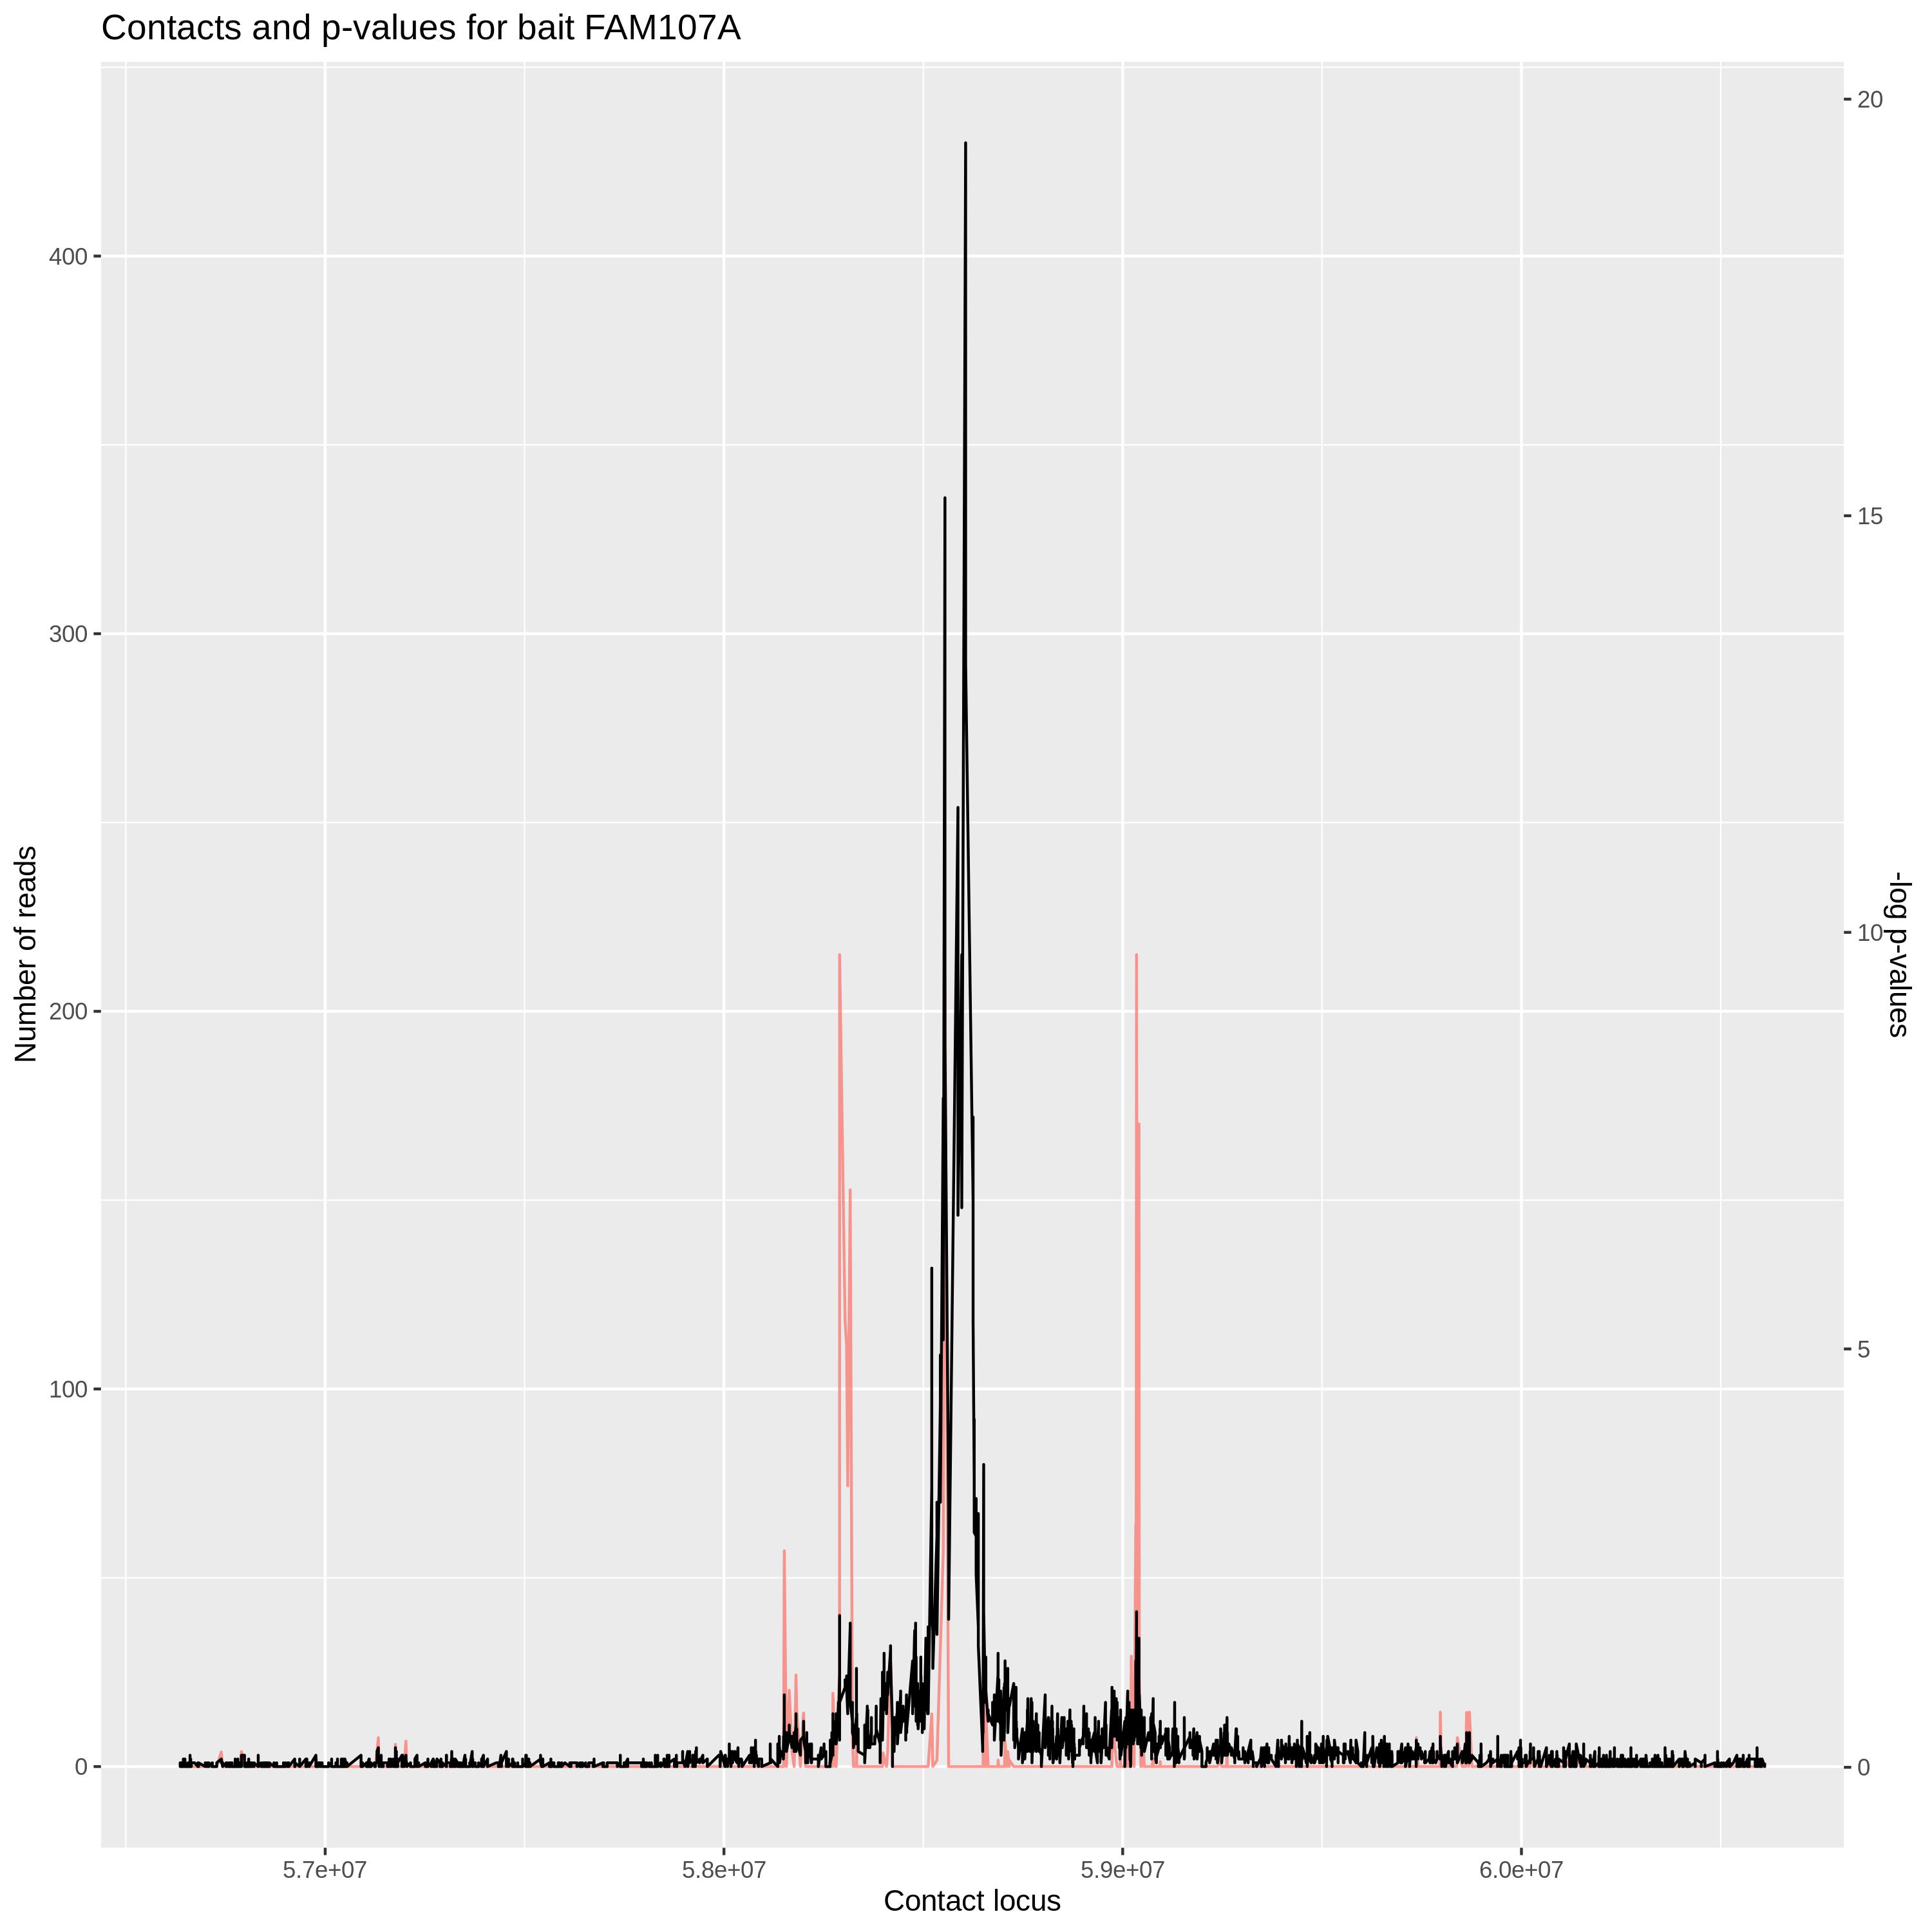 Contacts and p-values for bait FAM107A
Number of reads
400
300
200
100
0
20
15
10
5
0
-log p-values
5.7e+07 5.8e+07 5.9e+07 6.0e+07
Contact locus